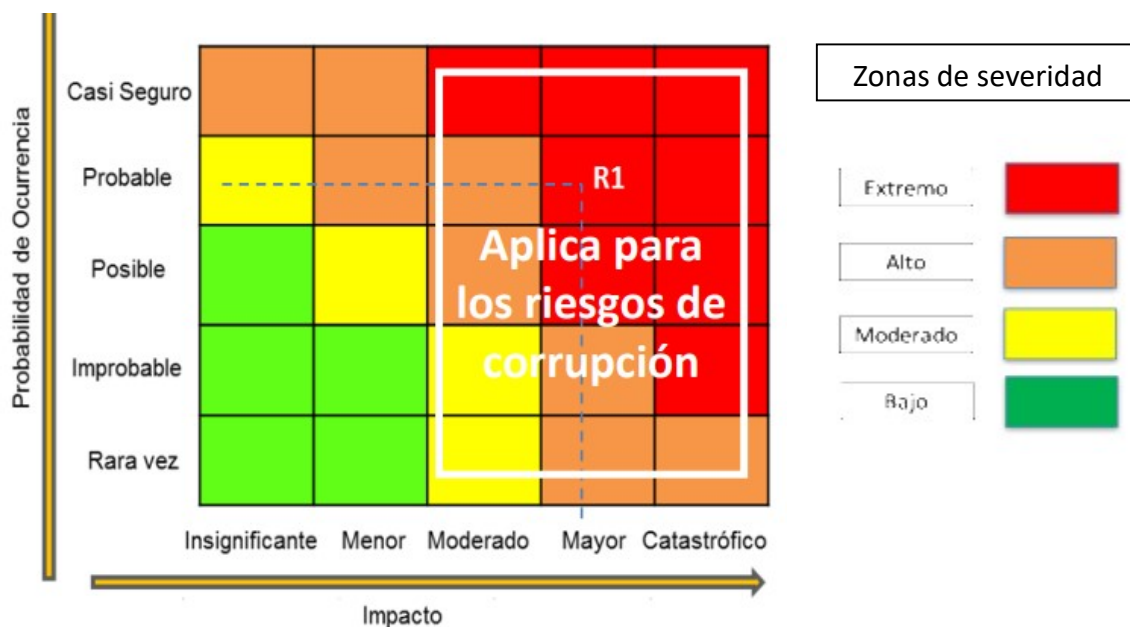 Zonas de severidad
Probabilidad de Ocurrencia
Casi Seguro
Probable
Posible
Improbable
Rara vez
R1
Aplica para
los riesgos de
corrupción
Insignificante
Menor
Moderado
Mayor
Catastrófico
Impacto
Extremo
Alto
Moderado
Bajo